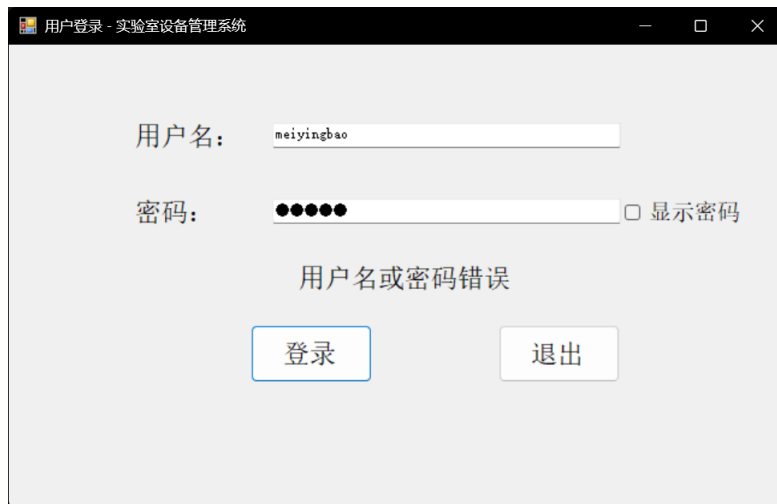 用户登录 - 实验室设备管理系统
用户名： meiyingbao
密码： ●●●●● 显示密码
用户名或密码错误
登录 退出